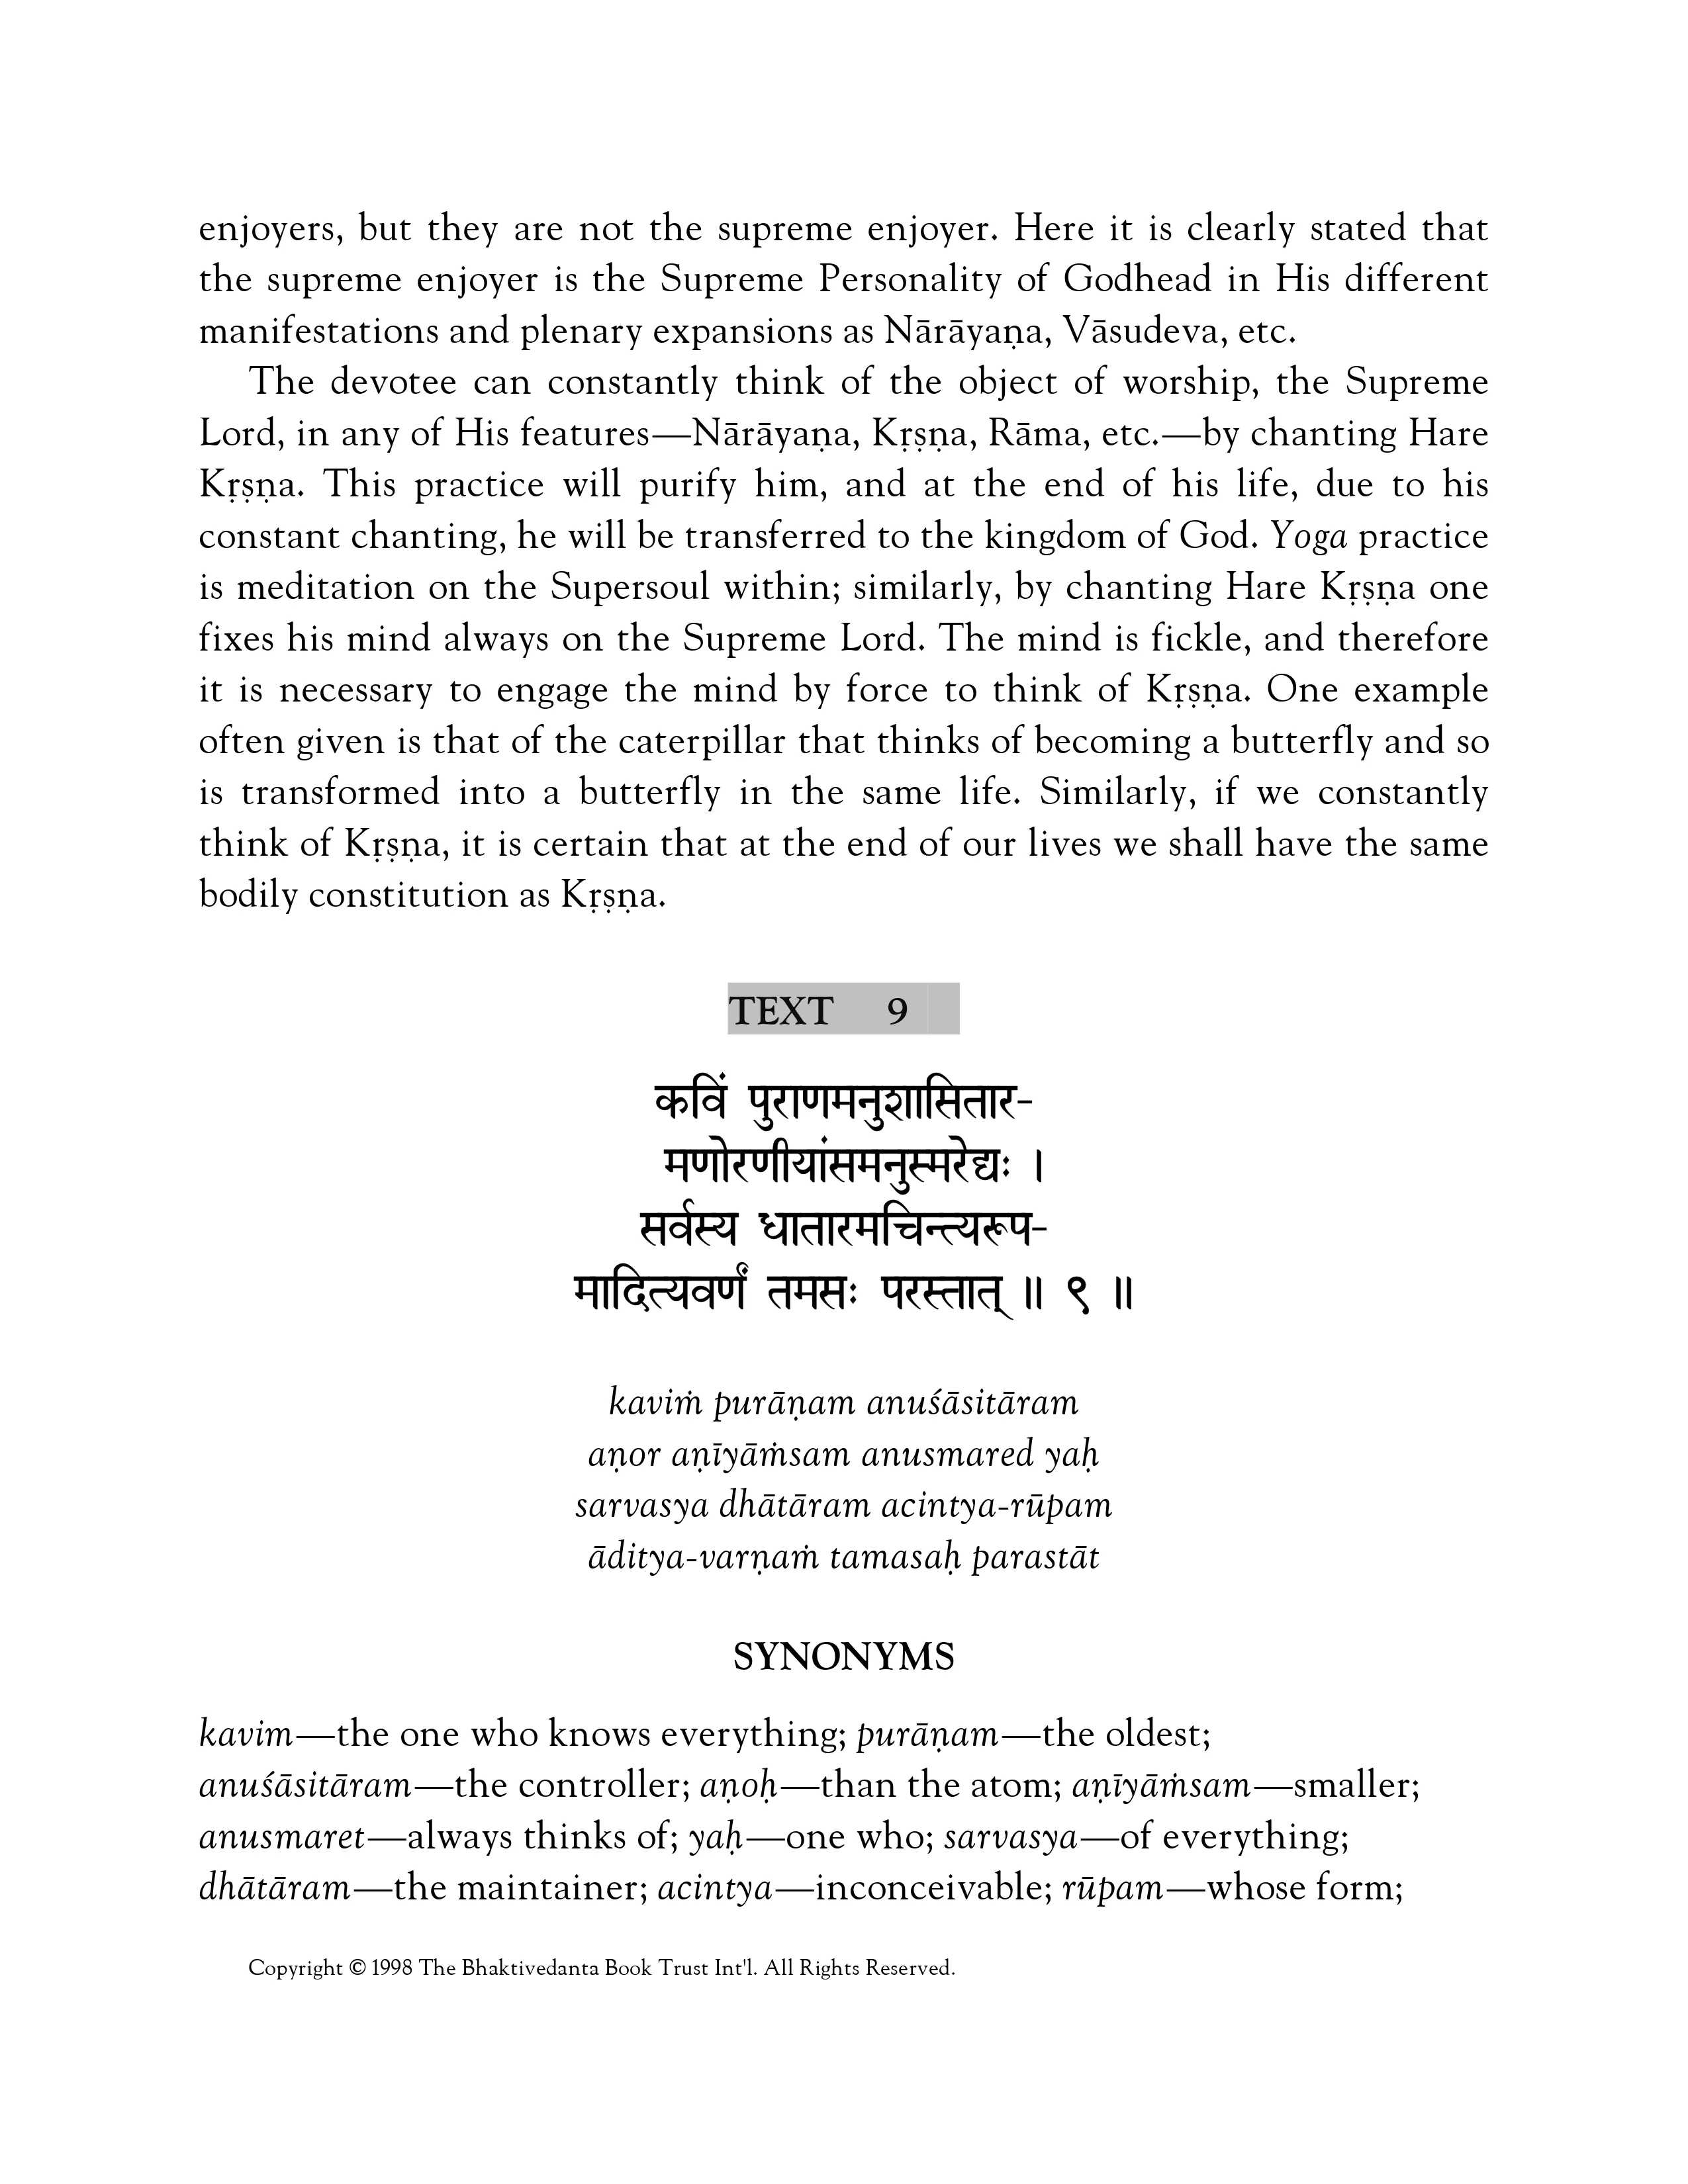 enjoyers, but they are not the supreme enjoyer. Here it is clearly stated that
the supreme enjoyer is the Supreme Personality of Godhead in His different
manifestations and plenary expansions as Nārāyaṇa, Vāsudeva, etc.
The devotee can constantly think of the object of worship, the Supreme
Lord, in any of His features—Nārāyaṇa, Kṛṣṇa, Rāma, etc.—by chanting Hare
Kṛṣṇa. This practice will purify him, and at the end of his life, due to his
constant chanting, he will be transferred to the kingdom of God. Yoga practice
is meditation on the Supersoul within; similarly, by chanting Hare Kṛṣṇa one
fixes his mind always on the Supreme Lord. The mind is fickle, and therefore
it is necessary to engage the mind by force to think of Kṛṣṇa. One example
often given is that of the caterpillar that thinks of becoming a butterfly and so
is transformed into a butterfly in the same life. Similarly, if we constantly
think of Kṛṣṇa, it is certain that at the end of our lives we shall have the same
bodily constitution as Kṛṣṇa.
TEXT 9
कविं पुराणमनुशासितार-
मणोरणीयांसमनुस्मरेद्यः ।
सर्वस्य धातारमचिन्त्यरूप-
मादित्यवर्णं तमसः परस्तात् ॥ ९ ॥
kaviṁ purāṇam anuśāsitāram
aṇor aṇīyāṁsam anusmared yaḥ
sarvasya dhātāram acintya-rūpam
āditya-varṇaṁ tamasaḥ parastāt
SYNONYMS
kavim—the one who knows everything; purāṇam—the oldest;
anuśāsitāram—the controller; aṇoḥ—than the atom; aṇīyāṁsam—smaller;
anusmaret—always thinks of; yaḥ—one who; sarvasya—of everything;
dhātāram—the maintainer; acintya—inconceivable; rūpam—whose form;
Copyright © 1998 The Bhaktivedanta Book Trust Int'l. All Rights Reserved.